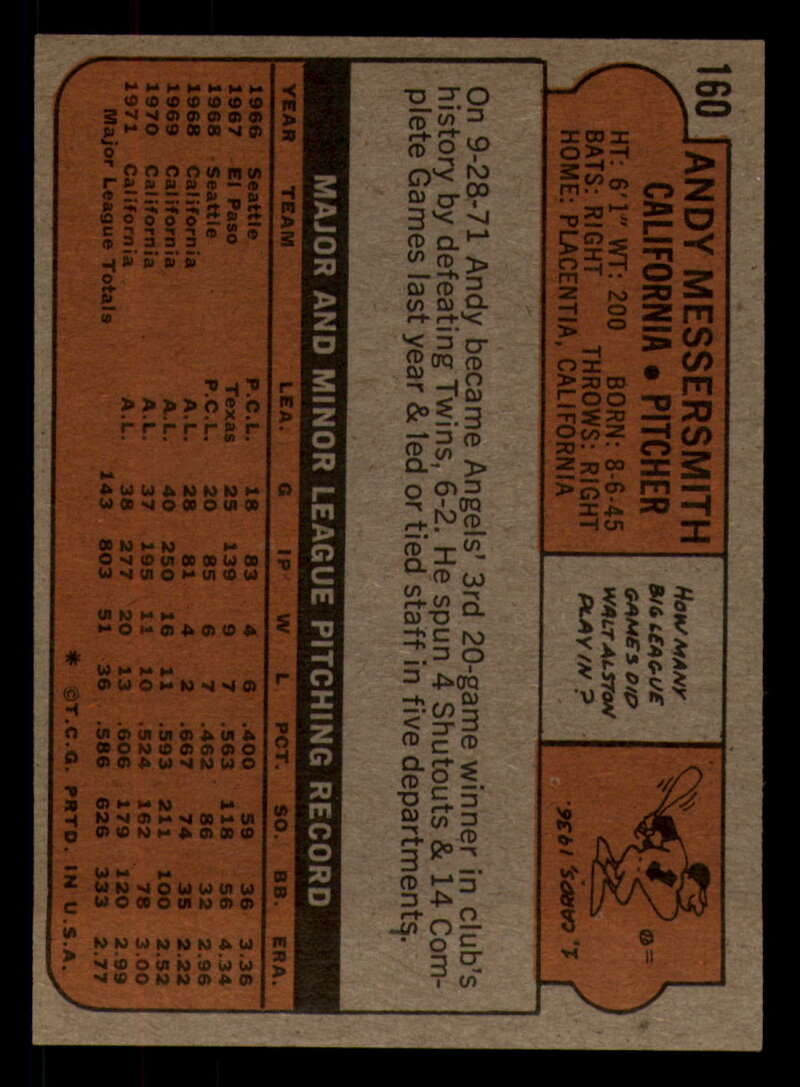 160
ANDY MESSERSMITH
CALIFORNIA • PITCHER
HT: 6'1" WT: 200 BORN: 8-6-45
BATS: RIGHT THROWS: RIGHT
HOME: PLACENTIA, CALIFORNIA
HOW MANY
BIG LEAGUE
GAMES DID
WALT ALSTON
PLAY IN?
1. CARDS, 1936.
On 9-28-71 Andy became Angels' 3rd 20-game winner in club's
history by defeating Twins, 6-2. He spun 4 Shutouts & 14 Com-
plete Games last year & led or tied staff in five departments.
MAJOR AND MINOR LEAGUE PITCHING RECORD
YEAR TEAM LEA. G IP W L PCT. SO. BB. ERA.
1966 Seattle P.C.L. 18 83 4 6 .400 59 36 3.36
1967 El Paso Texas 25 139 9 7 .563 118 56 4.34
1968 Seattle P.C.L. 20 85 6 7 .462 86 32 2.96
1968 California A.L. 28 81 4 2 .667 74 35 2.22
1969 California A.L. 40 250 16 11 .593 211 100 2.52
1970 California A.L. 37 195 11 10 .524 162 78 3.00
1971 California A.L. 38 277 20 13 .606 179 120 2.99
Major League Totals 143 803 51 36 .586 626 333 2.77
* ©T.C.G. PRTD. IN U.S.A.